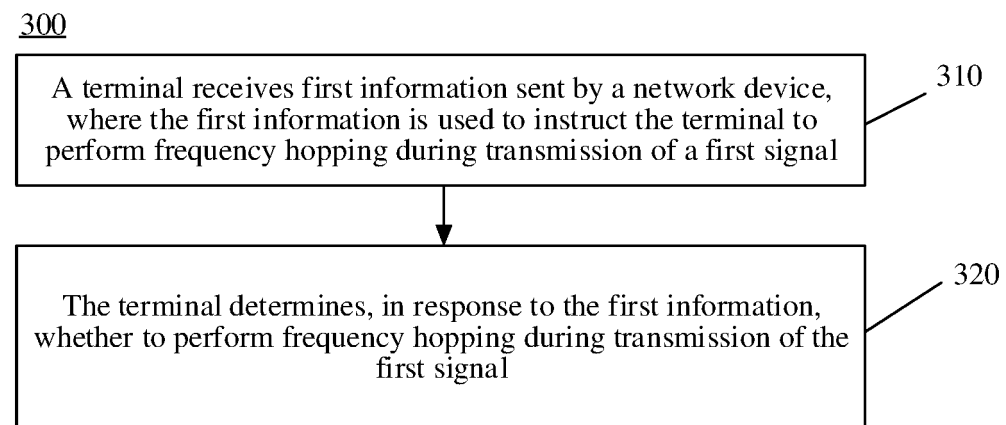 300
A terminal receives first information sent by a network device,
where the first information is used to instruct the terminal to
perform frequency hopping during transmission of a first signal
310
The terminal determines, in response to the first information,
whether to perform frequency hopping during transmission of the
first signal
320